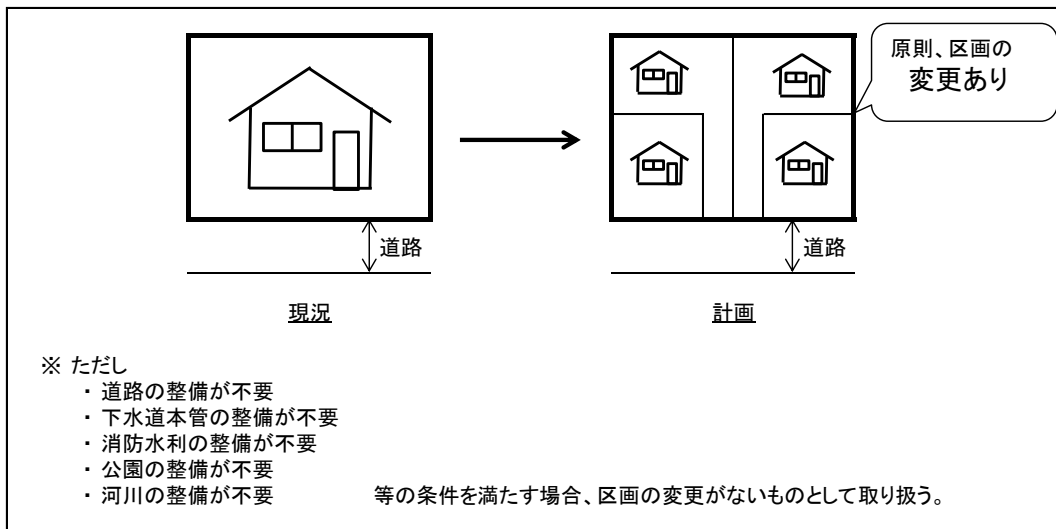 原則、区画の
変更あり
道路
道路
現況
計画
※ ただし
・ 道路の整備が不要
・ 下水道本管の整備が不要
・ 消防水利の整備が不要
・ 公園の整備が不要
・ 河川の整備が不要 等の条件を満たす場合、区画の変更がないものとして取り扱う。